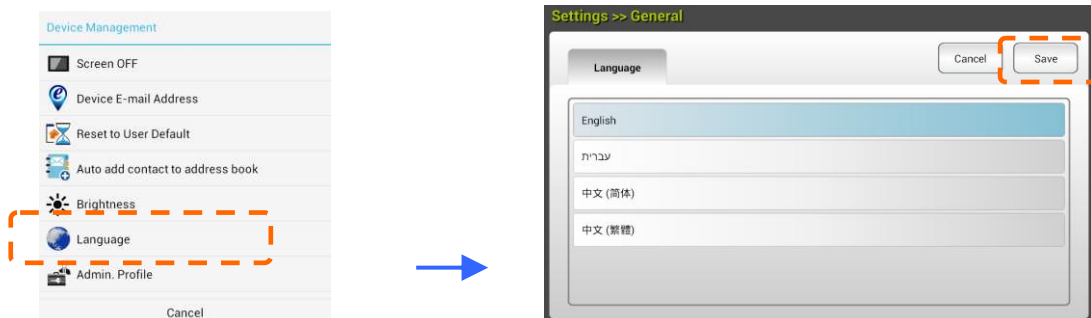 Device Management
Screen OFF
Device E-mail Address
Reset to User Default
Auto add contact to address book
Brightness
Language
Admin. Profile
Cancel
Settings >> General
Language
Cancel
Save
English
עברית
中文 (简体)
中文 (繁體)